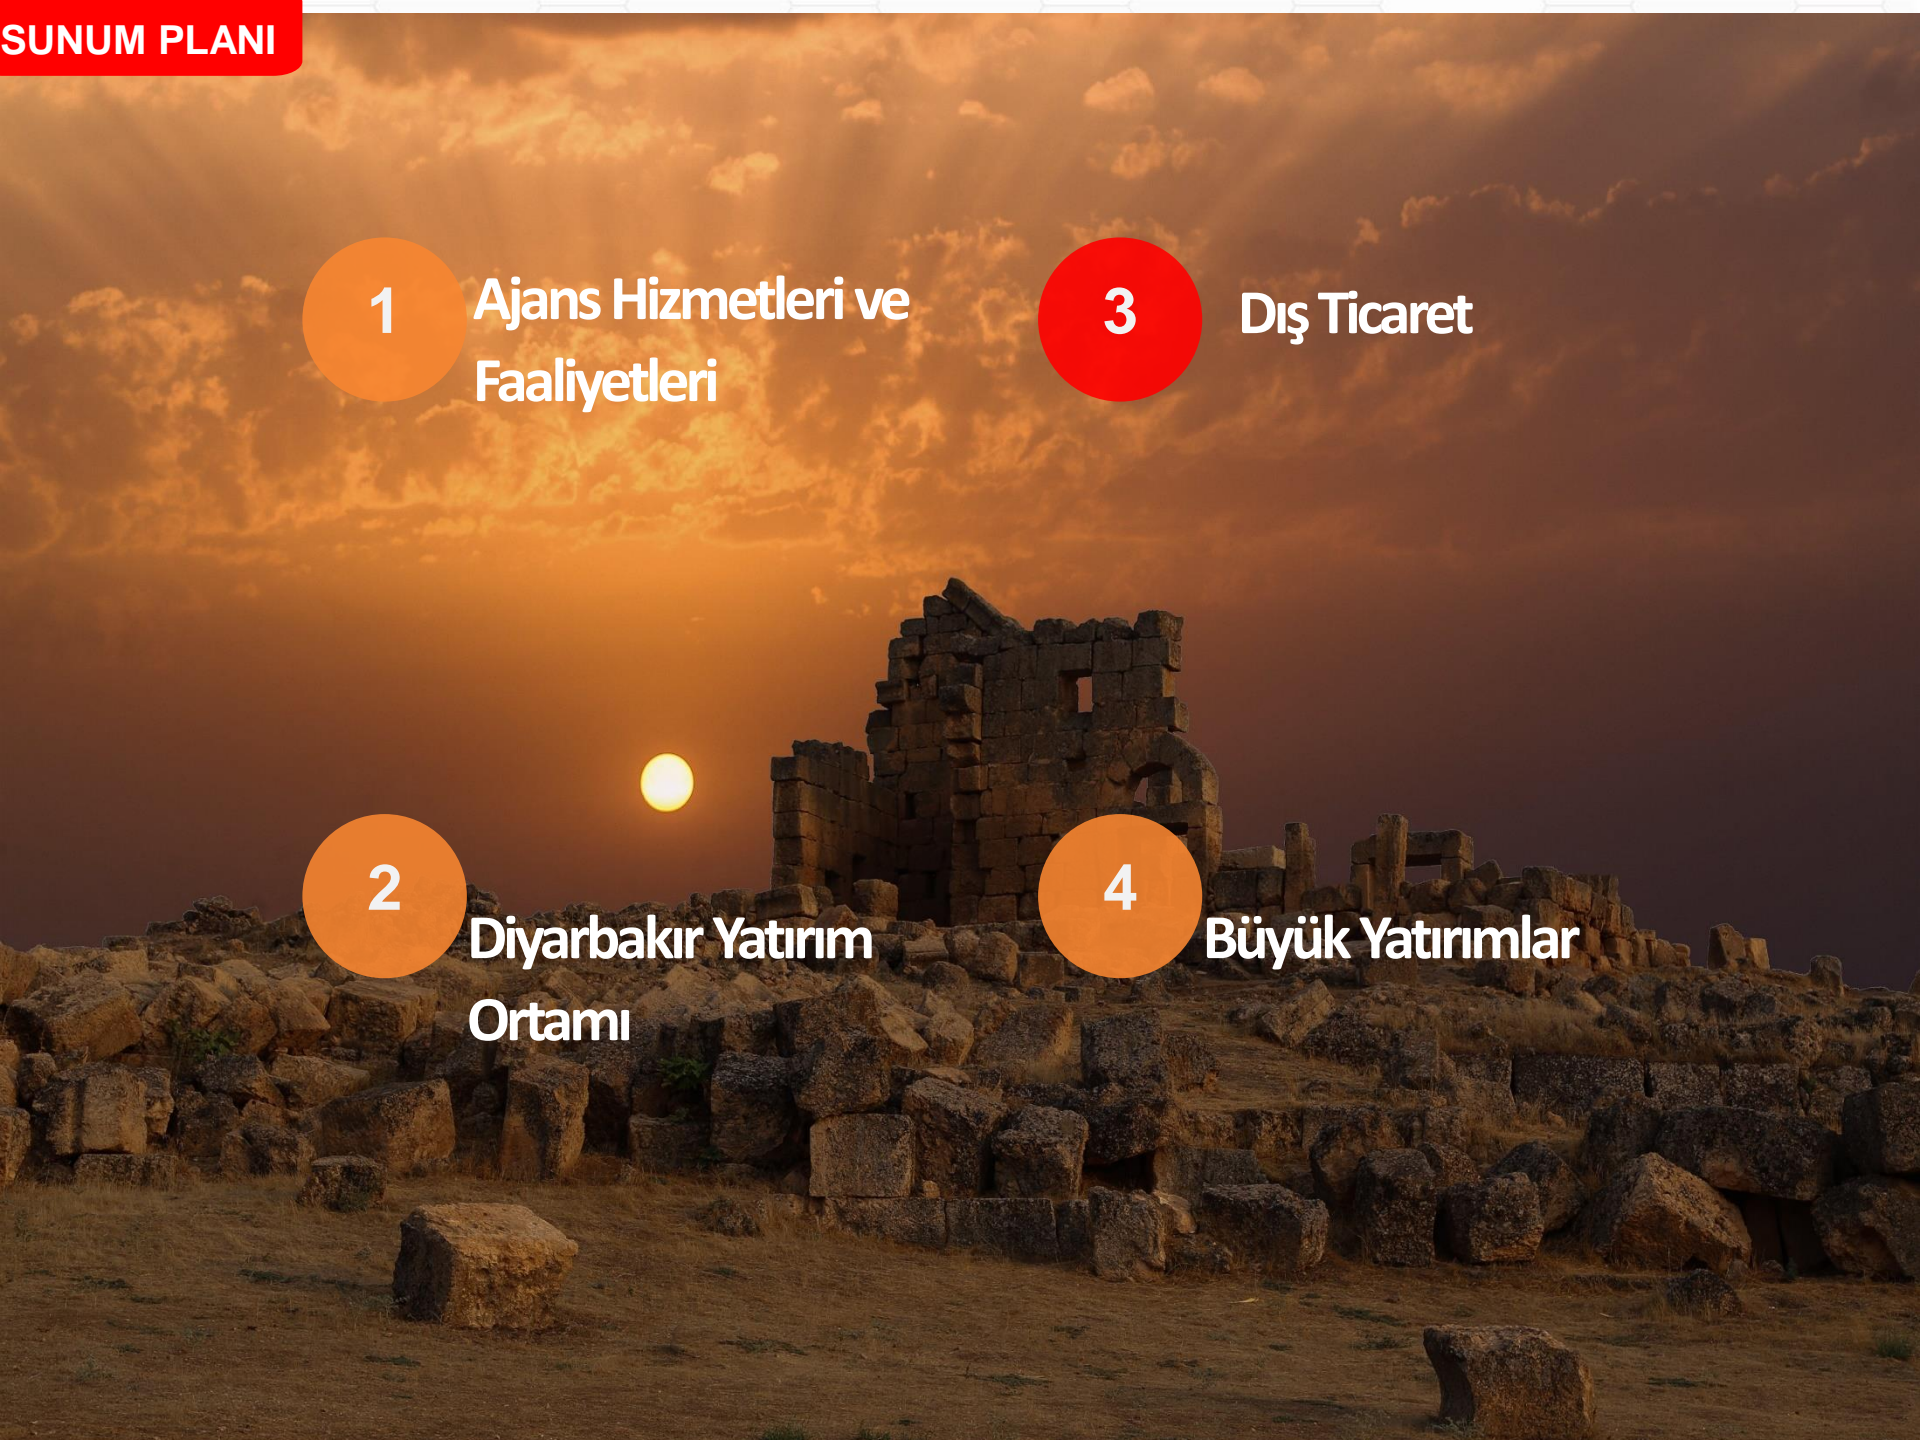 SUNUM PLANI
1
Ajans Hizmetleri ve
Faaliyetleri
2
Diyarbakır Yatırım
Ortamı
3
Dış Ticaret
4
Büyük Yatırımlar